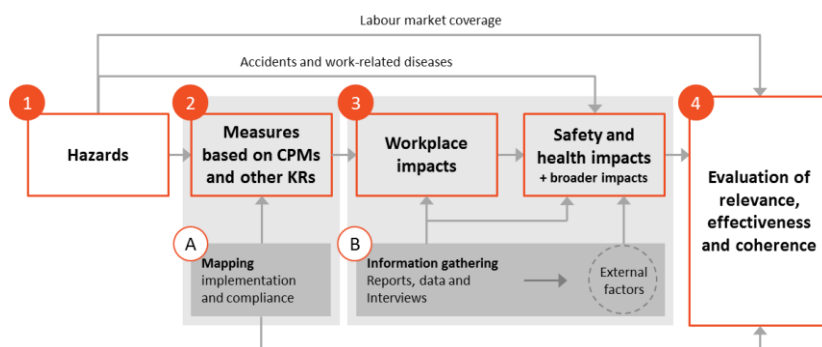 Labour market coverage
Accidents and work-related diseases
1
2
3
4
Hazards
Measures
based on CPMs
and other KRs
Workplace
impacts
Safety and
health impacts
+ broader impacts
Evaluation of
relevance,
effectiveness
and coherence
A
Mapping
implementation
and compliance
B
Information gathering
Reports, data and
Interviews
External
factors